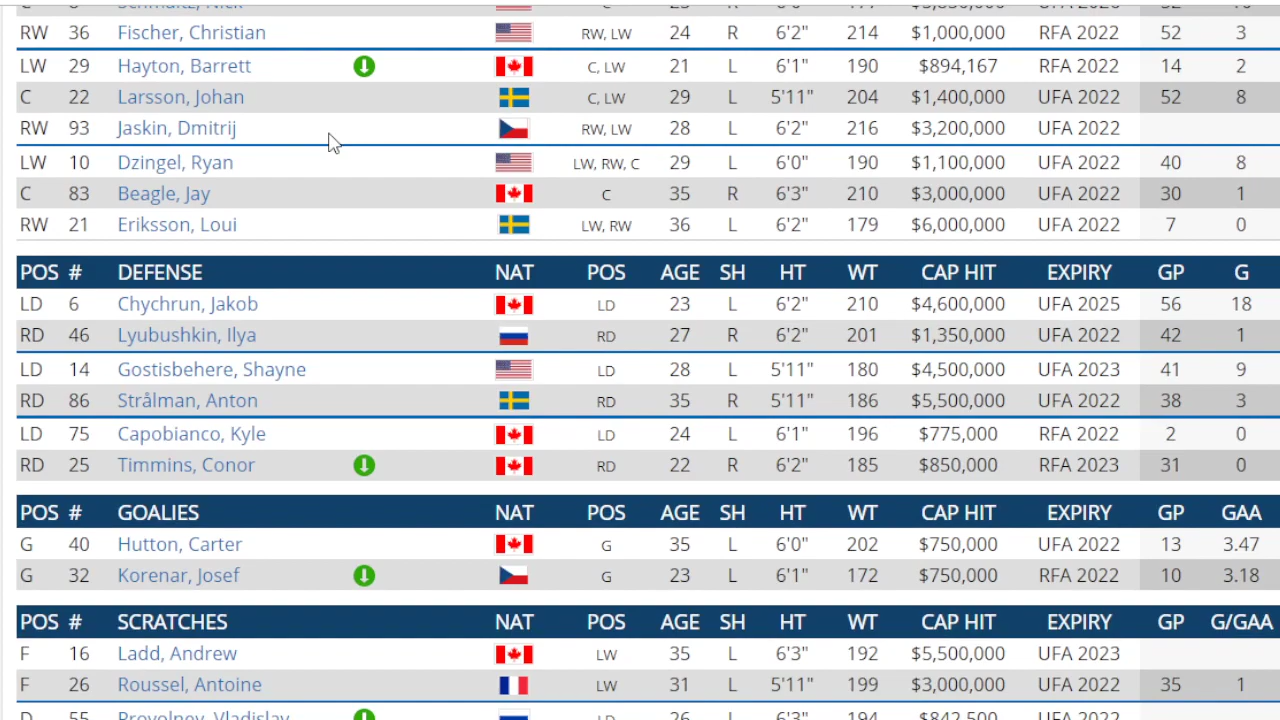 RW 36 Fischer, Christian RW, LW 24 R 6'2" 214 $1,000,000 RFA 2022 52 3
LW 29 Hayton, Barrett C, LW 21 L 6'1" 190 $894,167 RFA 2022 14 2
C 22 Larsson, Johan C, LW 29 L 5'11" 204 $1,400,000 UFA 2022 52 8
RW 93 Jaskin, Dmitrij RW, LW 28 L 6'2" 216 $3,200,000 UFA 2022
LW 10 Dzingel, Ryan LW, RW, C 29 L 6'0" 190 $1,100,000 UFA 2022 40 8
C 83 Beagle, Jay C 35 R 6'3" 210 $3,000,000 UFA 2022 30 1
RW 21 Eriksson, Loui LW, RW 36 L 6'2" 179 $6,000,000 UFA 2022 7 0
POS # DEFENSE NAT POS AGE SH HT WT CAP HIT EXPIRY GP G
LD 6 Chychrun, Jakob LD 23 L 6'2" 210 $4,600,000 UFA 2025 56 18
RD 46 Lyubushkin, Ilya RD 27 R 6'2" 201 $1,350,000 UFA 2022 42 1
LD 14 Gostisbehere, Shayne LD 28 L 5'11" 180 $4,500,000 UFA 2023 41 9
RD 86 Strålman, Anton RD 35 R 5'11" 186 $5,500,000 UFA 2022 38 3
LD 75 Capobianco, Kyle LD 24 L 6'1" 196 $775,000 RFA 2022 2 0
RD 25 Timmins, Conor RD 22 R 6'2" 185 $850,000 RFA 2023 31 0
POS # GOALIES NAT POS AGE SH HT WT CAP HIT EXPIRY GP GAA
G 40 Hutton, Carter G 35 L 6'0" 202 $750,000 UFA 2022 13 3.47
G 32 Korenar, Josef G 23 L 6'1" 172 $750,000 RFA 2022 10 3.18
POS # SCRATCHES NAT POS AGE SH HT WT CAP HIT EXPIRY GP G/GAA
F 16 Ladd, Andrew LW 35 L 6'3" 192 $5,500,000 UFA 2023
F 26 Roussel, Antoine LW 31 L 5'11" 199 $3,000,000 UFA 2022 35 1
D 55 Provolnev, Vladislav LD 26 L 6'3" 194 $842,500 UFA 2022